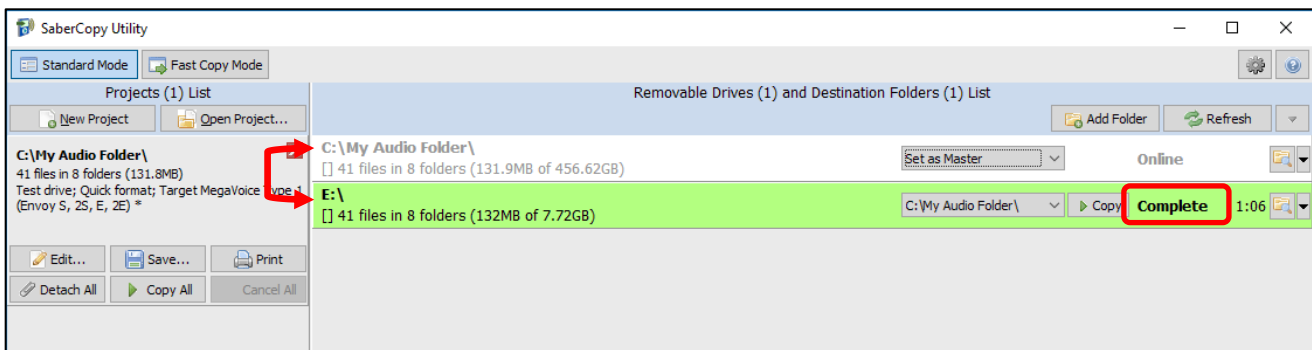 SaberCopy Utility
Standard Mode Fast Copy Mode
Projects (1) List
New Project Open Project...
C:\My Audio Folder\
41 files in 8 folders (131.8MB)
Test drive; Quick format; Target MegaVoice Type 1
(Envoy S, 2S, E, 2E) *
Edit... Save... Print
Detach All Copy All Cancel All
Removable Drives (1) and Destination Folders (1) List
Add Folder Refresh
C:\My Audio Folder\ Set as Master Online
[] 41 files in 8 folders (131.9MB of 456.62GB)
E:\ C:\My Audio Folder\ Copy Complete 1:06
[] 41 files in 8 folders (132MB of 7.72GB)